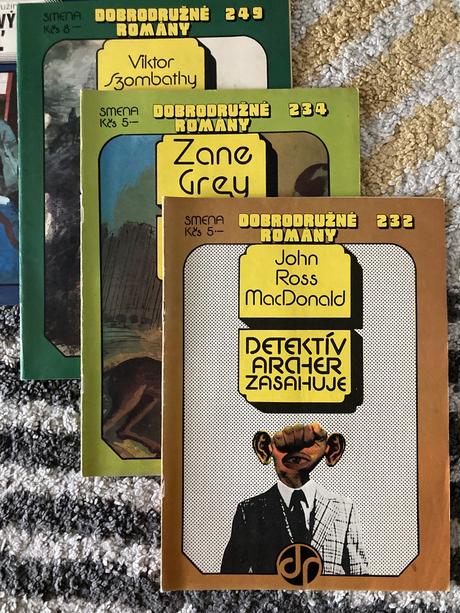 SMENA
Kčs 8.—
DOBRODRUŽNÉ 249
ROMÁNY
Viktor
Szombathy
SMENA
Kčs 5.—
DOBRODRUŽNÉ 234
ROMÁNY
Zane
Grey
SMENA
Kčs 5.—
DOBRODRUŽNÉ 232
ROMÁNY
John
Ross
MacDonald
DETEKTÍV
ARCHER
ZASAHUJE
dr